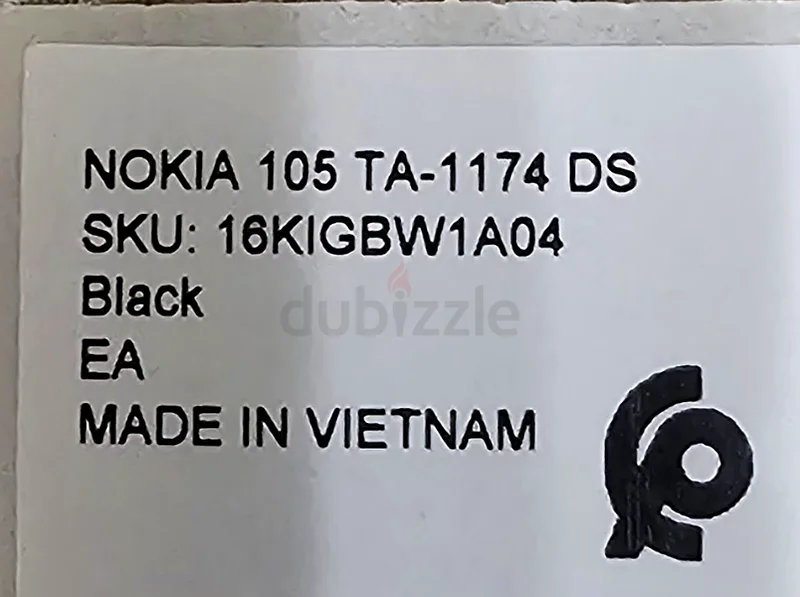 NOKIA 105 TA-1174 DS
SKU: 16KIGBW1A04
Black
dubizzle
EA
MADE IN VIETNAM